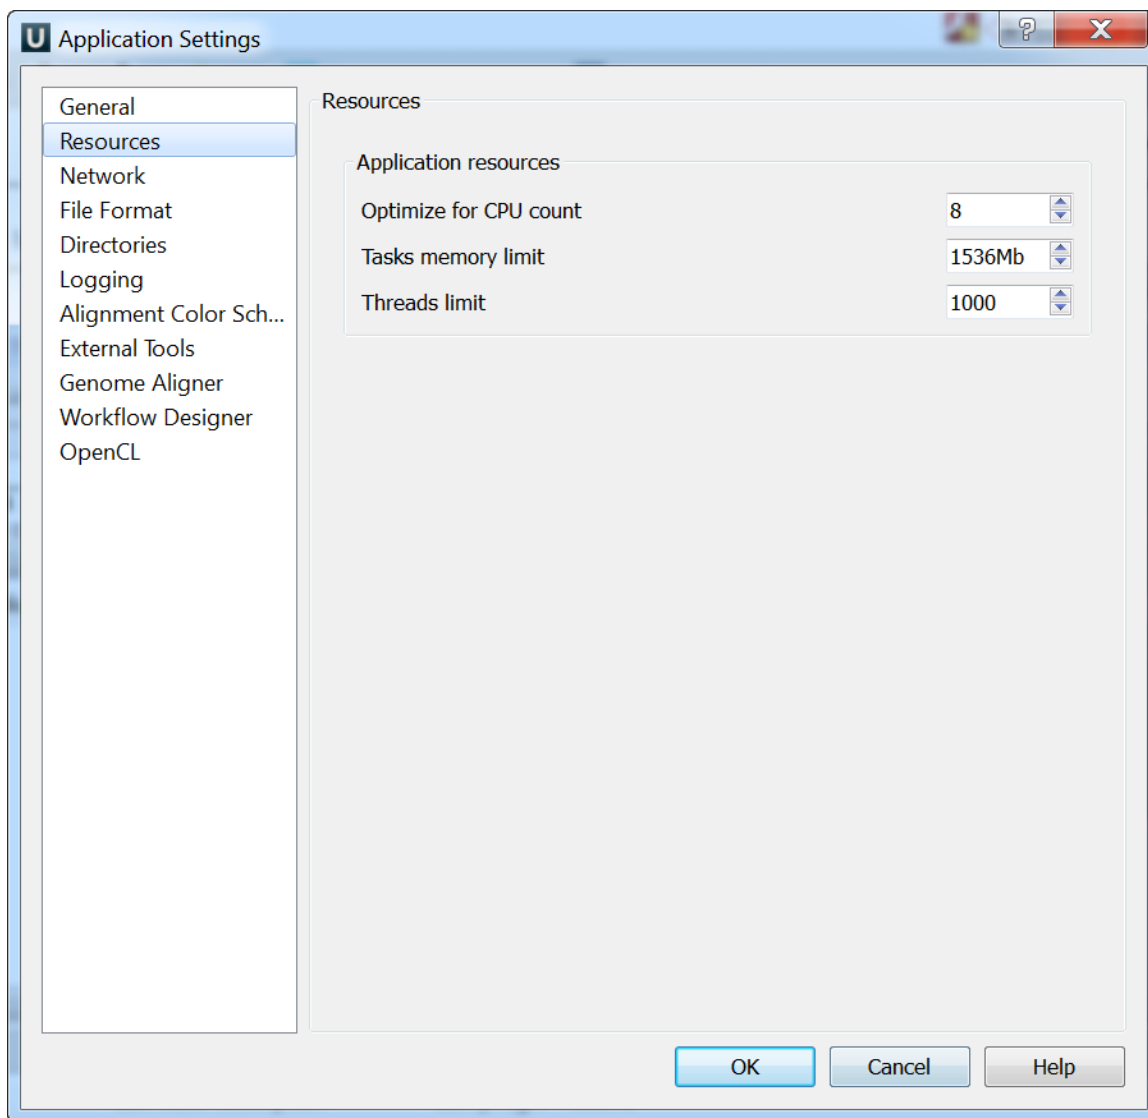 U Application Settings
General
Resources
Network
File Format
Directories
Logging
Alignment Color Sch...
External Tools
Genome Aligner
Workflow Designer
OpenCL
Resources
Application resources
Optimize for CPU count 8
Tasks memory limit 1536Mb
Threads limit 1000
OK Cancel Help